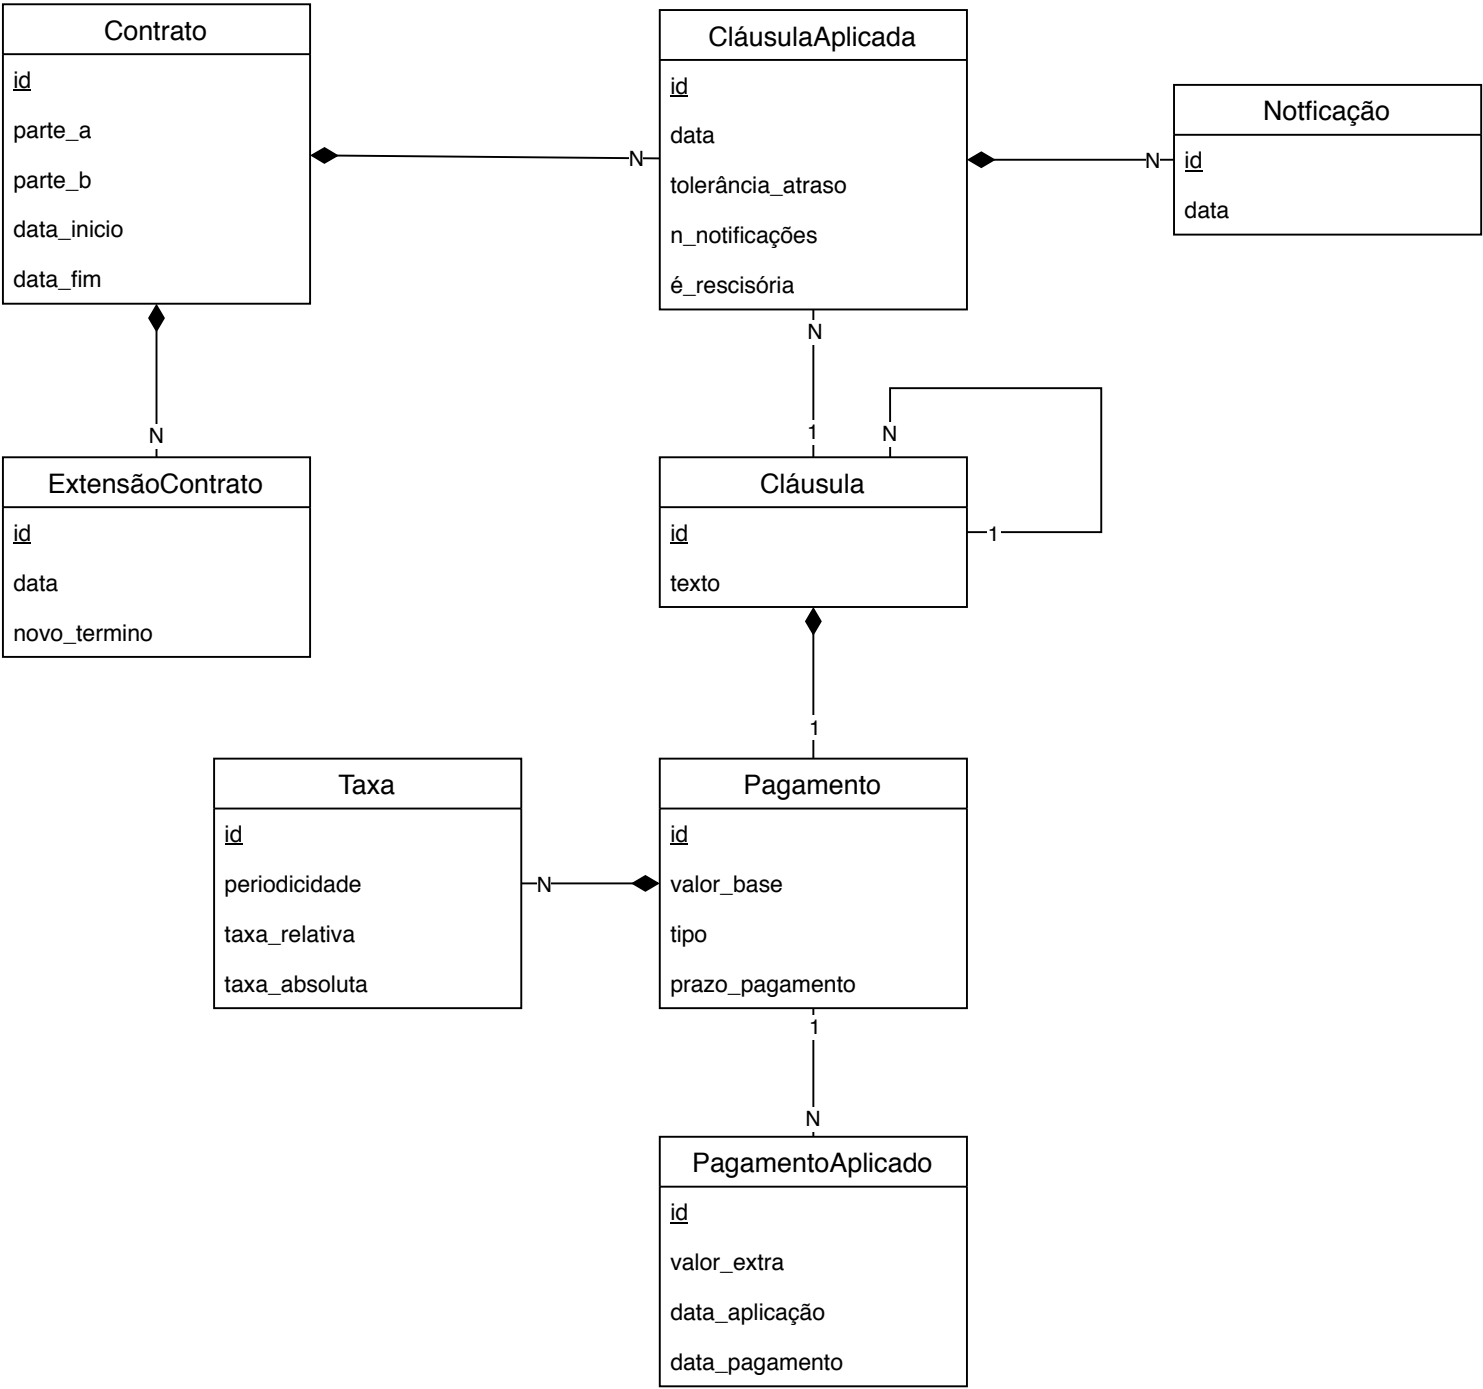 Contrato
id
parte_a
parte_b
data_inicio
data_fim
CláusulaAplicada
id
data
tolerância_atraso
n_notificações
é_rescisória
Notficação
id
data
N
N
N
N
1
N
1
ExtensãoContrato
id
data
novo_termino
Cláusula
id
texto
1
Taxa
id
periodicidade
taxa_relativa
taxa_absoluta
N
Pagamento
id
valor_base
tipo
prazo_pagamento
1
N
PagamentoAplicado
id
valor_extra
data_aplicação
data_pagamento